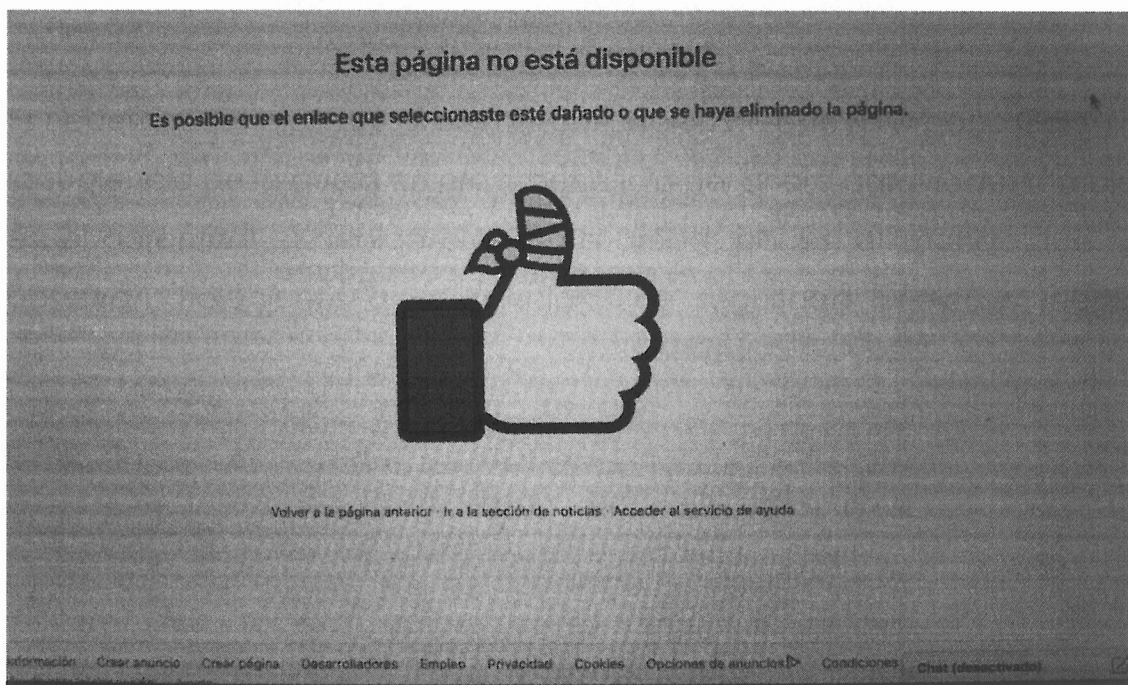 Esta página no está disponible
Es posible que el enlace que seleccionaste esté dañado o que se haya eliminado la página.
Volver a la página anterior · Ir a la sección de noticias · Acceder al servicio de ayuda
Información Crear anuncio Crear página Desarrolladores Empleo Privacidad Cookies Opciones de anuncios Condiciones Chat (desactivado)